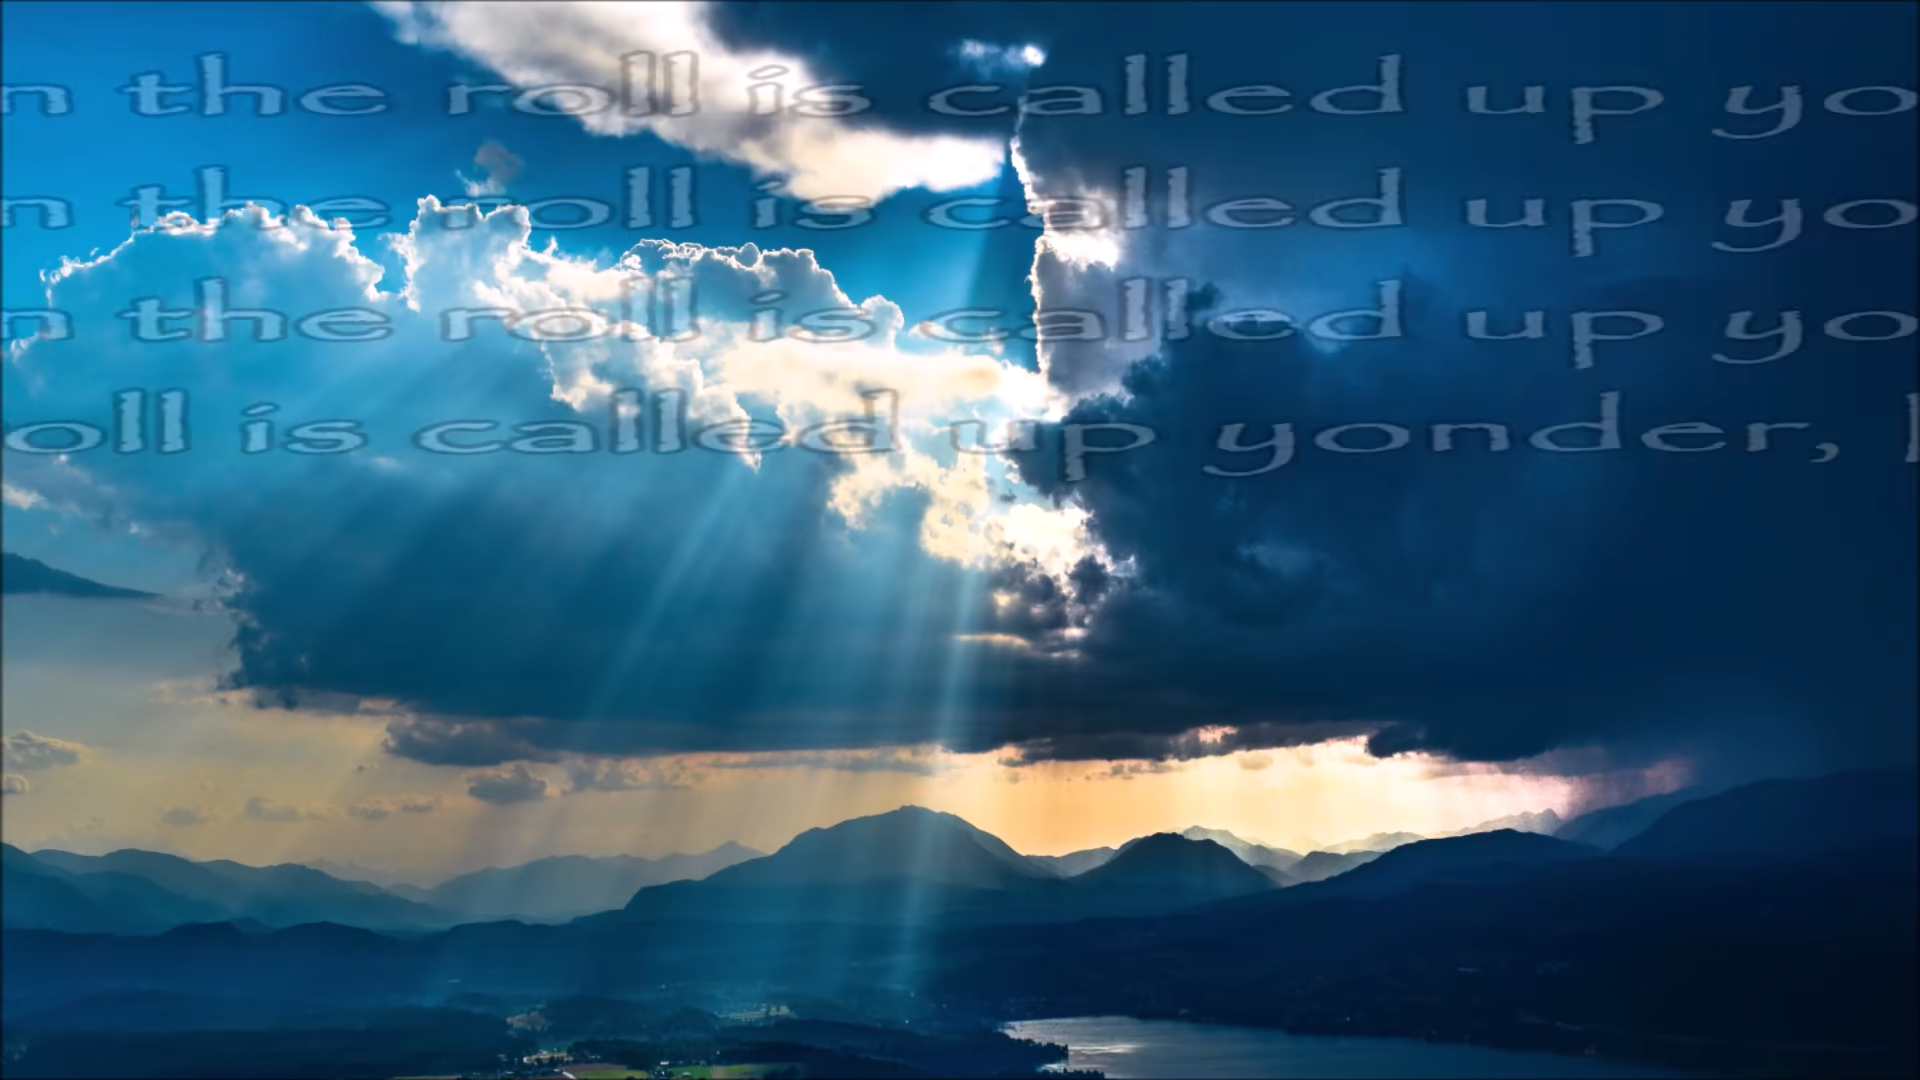 n the roll is called up yo
n the roll is called up yo
n the roll is called up yo
oll is called up yonder,